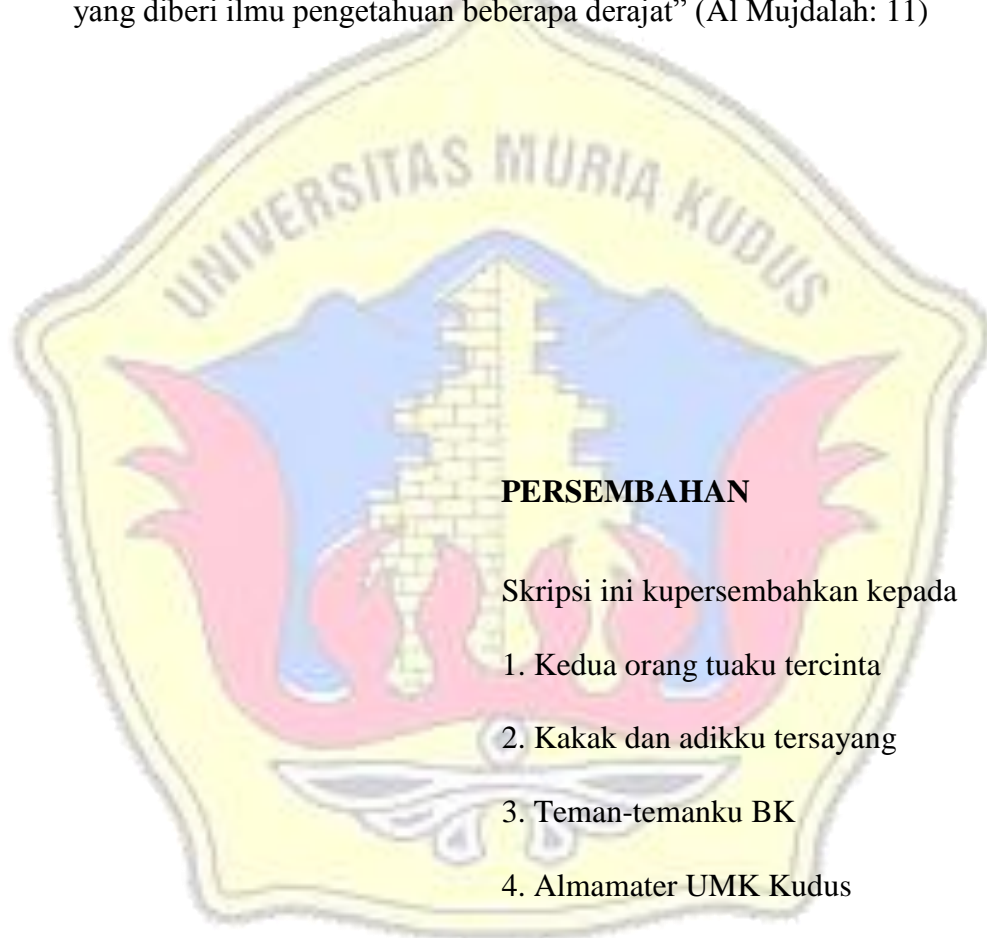 yang diberi ilmu pengetahuan beberapa derajat” (Al Mujdalah: 11)
UNIVERSITAS MURIA KUDUS
PERSEMBAHAN
Skripsi ini kupersembahkan kepada
1. Kedua orang tuaku tercinta
2. Kakak dan adikku tersayang
3. Teman-temanku BK
4. Almamater UMK Kudus